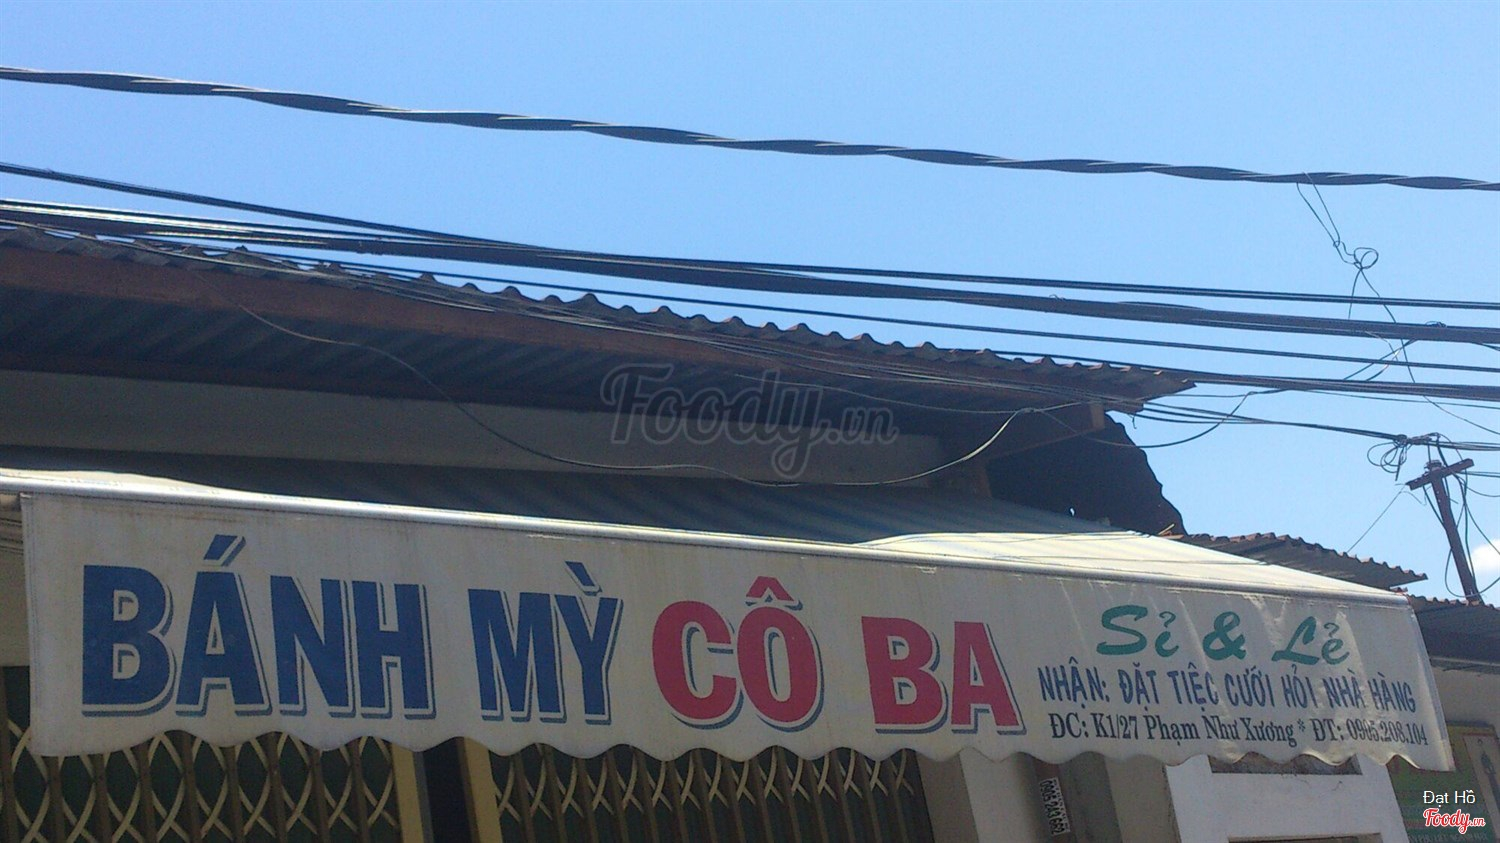 Foody.vn
BÁNH MỲ CÔ BA
Sỉ & Lẻ
NHẬN: ĐẶT TIỆC CƯỚI HỎI NHÀ HÀNG
ĐC: K1/27 Phạm Như Xương * ĐT: 0905.208.104
Đạt Hồ
Foody.vn